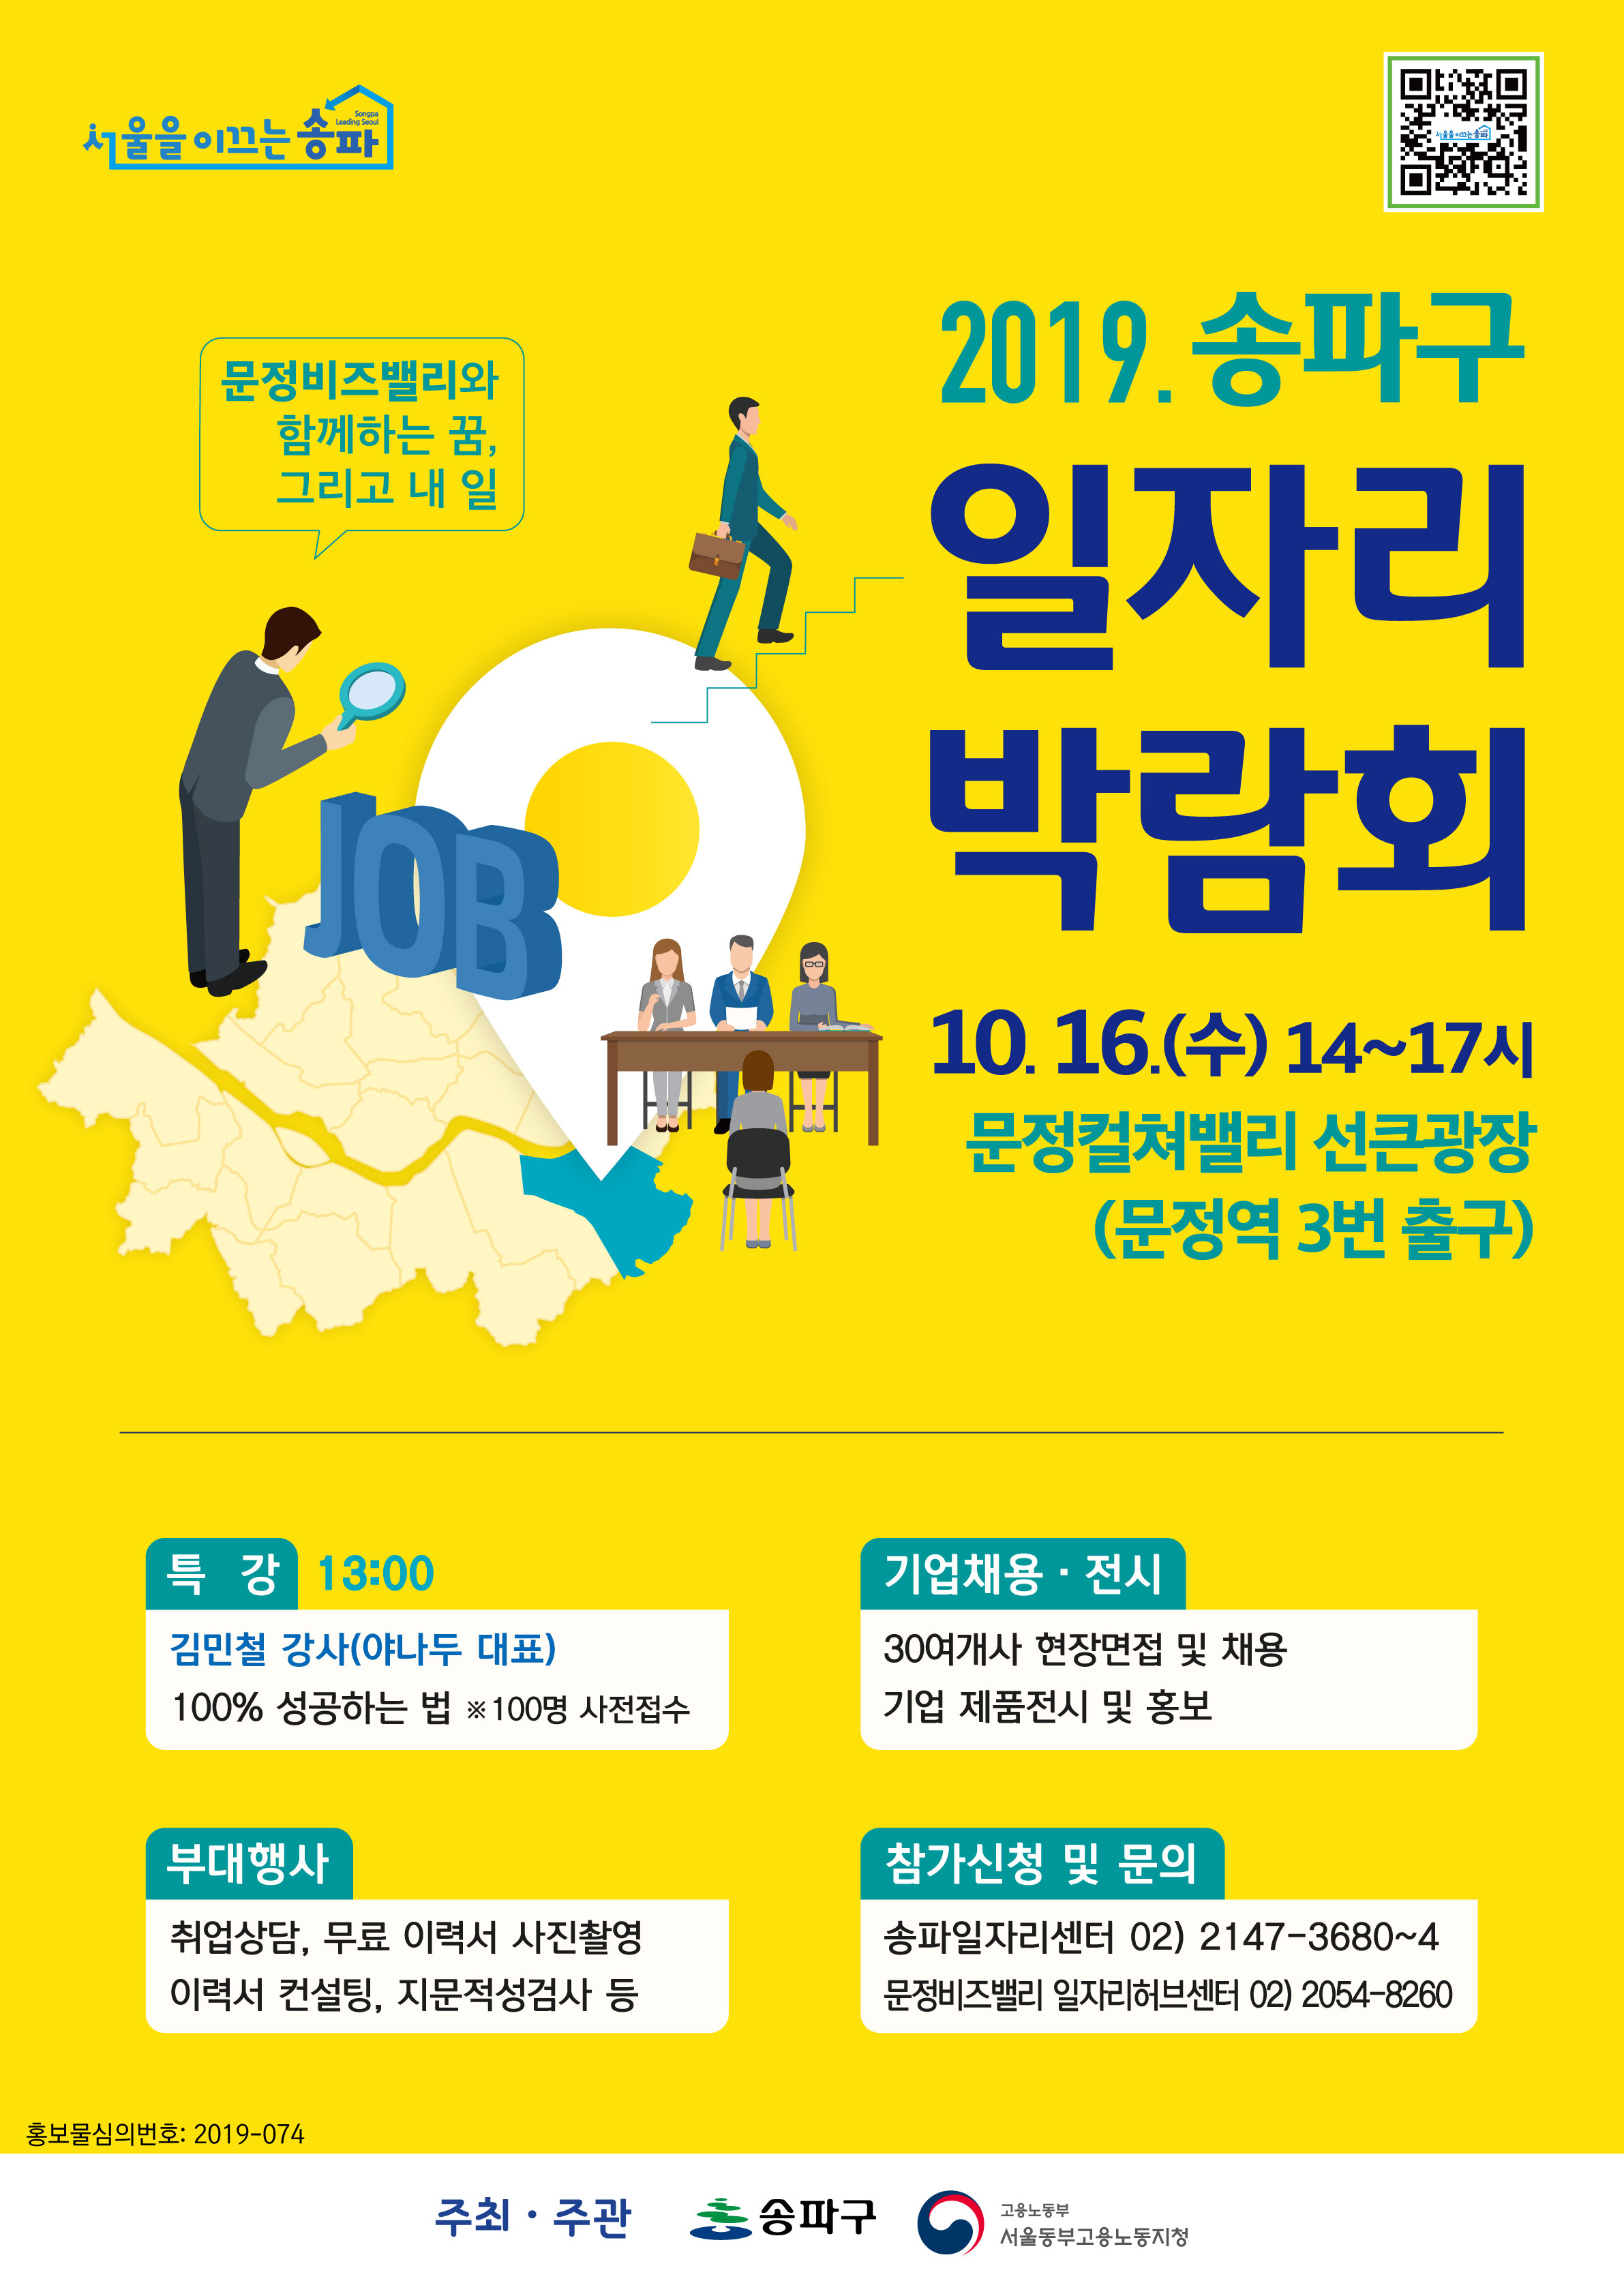 서울을 이끄는 송파
Songpa
Leading Seoul
서울을 이끄는 송파
2019. 송파구
일자리
박람회
문정비즈밸리와
함께하는 꿈,
그리고 내 일
JOB
10. 16.(수) 14~17시
문정컬쳐밸리 선큰광장
(문정역 3번 출구)
특 강 13:00
김민철 강사(야나두 대표)
100% 성공하는 법 ※100명 사전접수
기업채용 · 전시
30여개사 현장면접 및 채용
기업 제품전시 및 홍보
부대행사
취업상담, 무료 이력서 사진촬영
이력서 컨설팅, 지문적성검사 등
참가신청 및 문의
송파일자리센터 02) 2147-3680~4
문정비즈밸리 일자리허브센터 02) 2054-8260
홍보물심의번호: 2019-074
주최 · 주관
송파구
고용노동부
서울동부고용노동지청